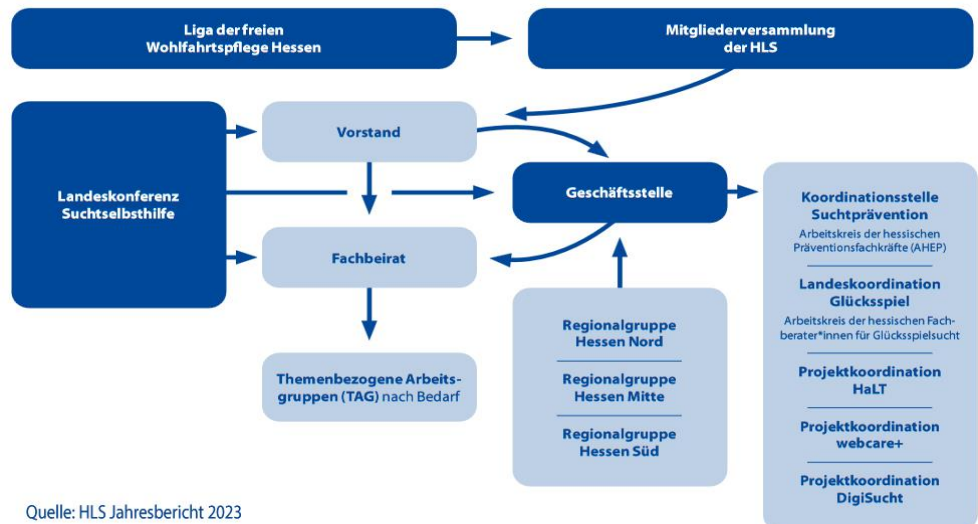 Liga der freien
Wohlfahrtspflege Hessen
Mitgliederversammlung
der HLS
Landeskonferenz
Suchtselbsthilfe
Vorstand
Geschäftsstelle
Fachbeirat
Themenbezogene Arbeits-
gruppen (TAG) nach Bedarf
Regionalgruppe
Hessen Nord
Regionalgruppe
Hessen Mitte
Regionalgruppe
Hessen Süd
Koordinationsstelle
Suchtprävention
Arbeitskreis der hessischen
Präventionsfachkräfte (AHEP)
Landeskoordination
Glücksspiel
Arbeitskreis der hessischen Fach-
berater*innen für Glücksspielsucht
Projektkoordination
HaLT
Projektkoordination
webcare+
Projektkoordination
DigiSucht
Quelle: HLS Jahresbericht 2023